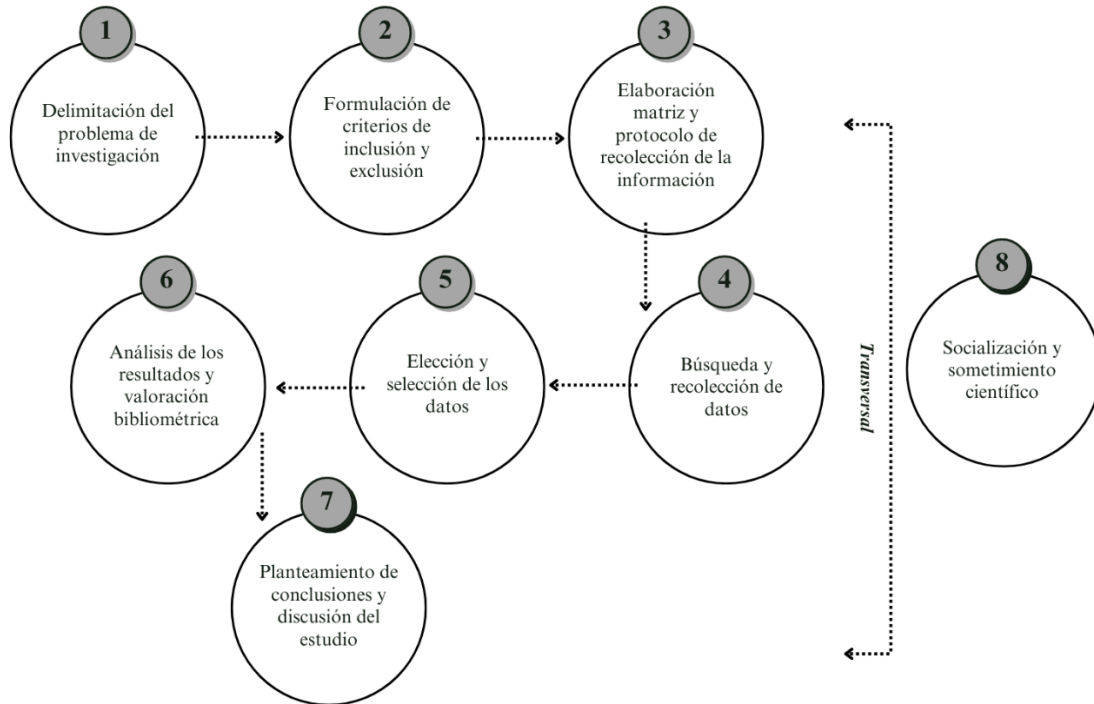 1
Delimitación del
problema de
investigación
2
Formulación de
criterios de
inclusión y
exclusión
3
Elaboración
matriz y
protocolo de
recolección de la
información
4
Búsqueda y
recolección de
datos
5
Elección y
selección de los
datos
6
Análisis de los
resultados y
valoración
bibliométrica
7
Planteamiento de
conclusiones y
discusión del
estudio
Transversal
8
Socialización y
sometimiento
científico